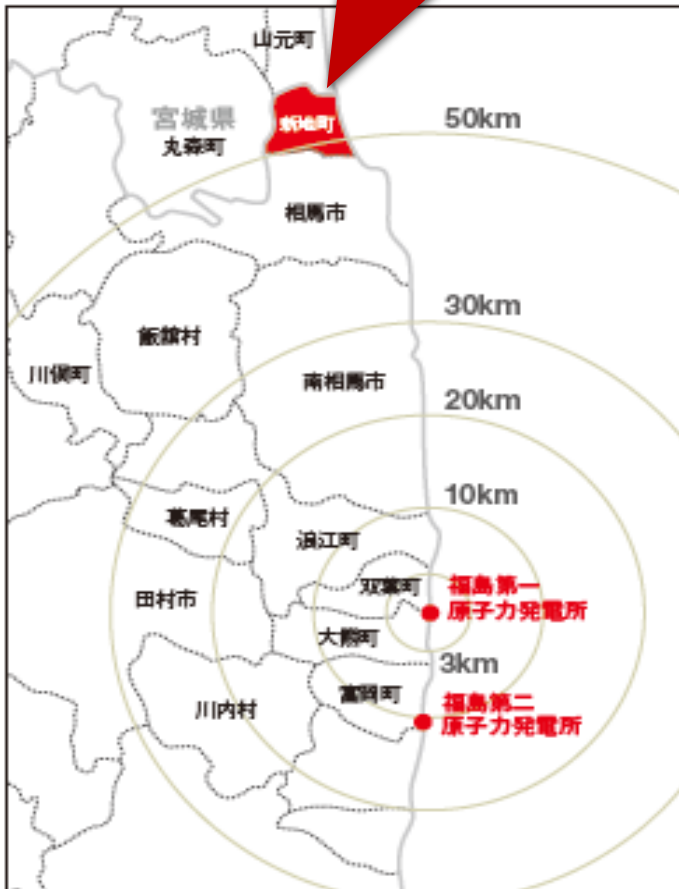 山元町
宮城県
丸森町
新地町
50km
相馬市
30km
飯舘村
川俣町
南相馬市
20km
10km
葛尾村
浪江町
双葉町
福島第一
原子力発電所
田村市
大熊町
3km
富岡町
川内村
福島第二
原子力発電所